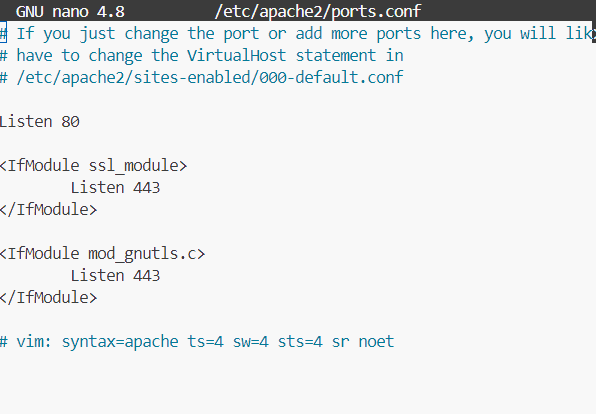 GNU nano 4.8 /etc/apache2/ports.conf
# If you just change the port or add more ports here, you will lik>
# have to change the VirtualHost statement in
# /etc/apache2/sites-enabled/000-default.conf
Listen 80
<IfModule ssl_module>
Listen 443
</IfModule>
<IfModule mod_gnutls.c>
Listen 443
</IfModule>
# vim: syntax=apache ts=4 sw=4 sts=4 sr noet